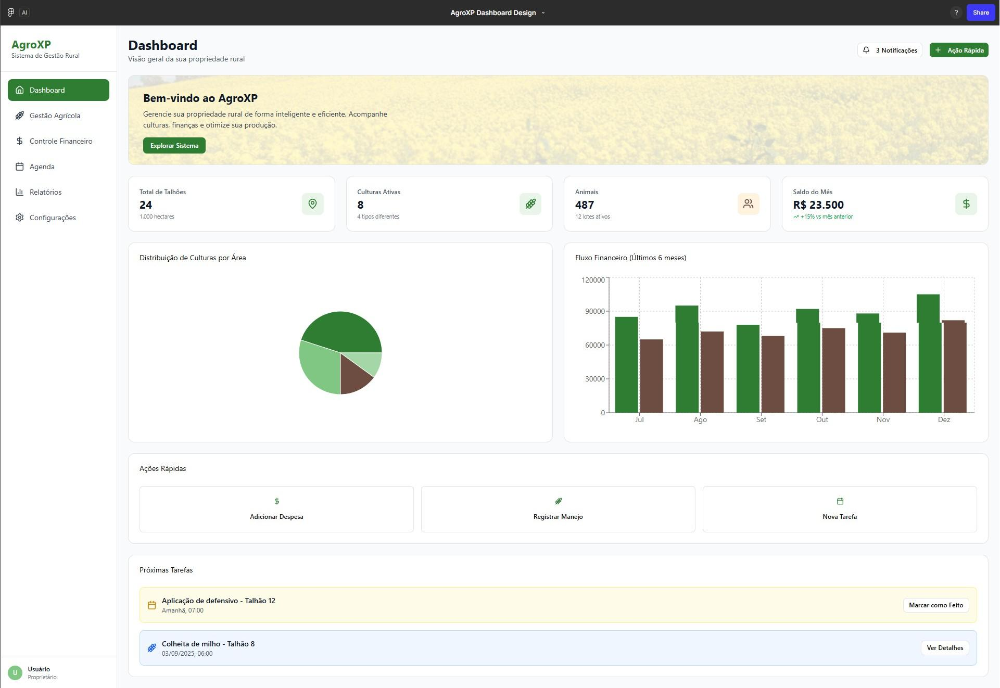 AI
AgroXP Dashboard Design
?
Share
AgroXP
Sistema de Gestão Rural
Dashboard
Gestão Agrícola
Controle Financeiro
Agenda
Relatórios
Configurações
U
Usuário
Proprietário
Dashboard
Visão geral da sua propriedade rural
3 Notificações
Ação Rápida
Bem-vindo ao AgroXP
Gerencie sua propriedade rural de forma inteligente e eficiente. Acompanhe
culturas, finanças e otimize sua produção.
Explorar Sistema
Total de Talhões
24
1.000 hectares
Culturas Ativas
8
4 tipos diferentes
Animais
487
12 lotes ativos
Saldo do Mês
R$ 23.500
+15% vs mês anterior
Distribuição de Culturas por Área
Fluxo Financeiro (Últimos 6 meses)
120000
90000
60000
30000
0
Jul Ago Set Out Nov Dez
Ações Rápidas
Adicionar Despesa
Registrar Manejo
Nova Tarefa
Próximas Tarefas
Aplicação de defensivo - Talhão 12
Amanhã, 07:00
Marcar como Feito
Colheita de milho - Talhão 8
03/09/2025, 06:00
Ver Detalhes